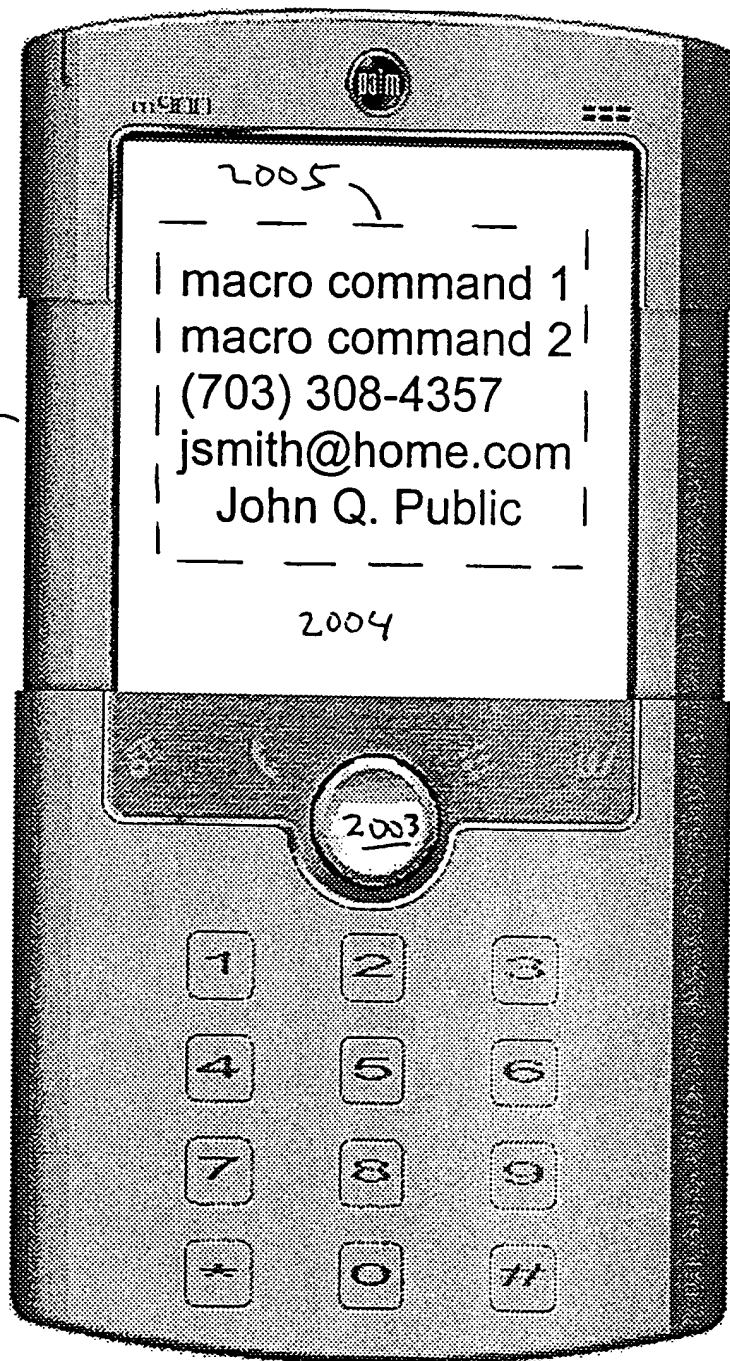 2005
macro command 1
macro command 2
(703) 308-4357
jsmith@home.com
John Q. Public
2004
2003
1 2 3
4 5 6
7 8 9
* 0 #